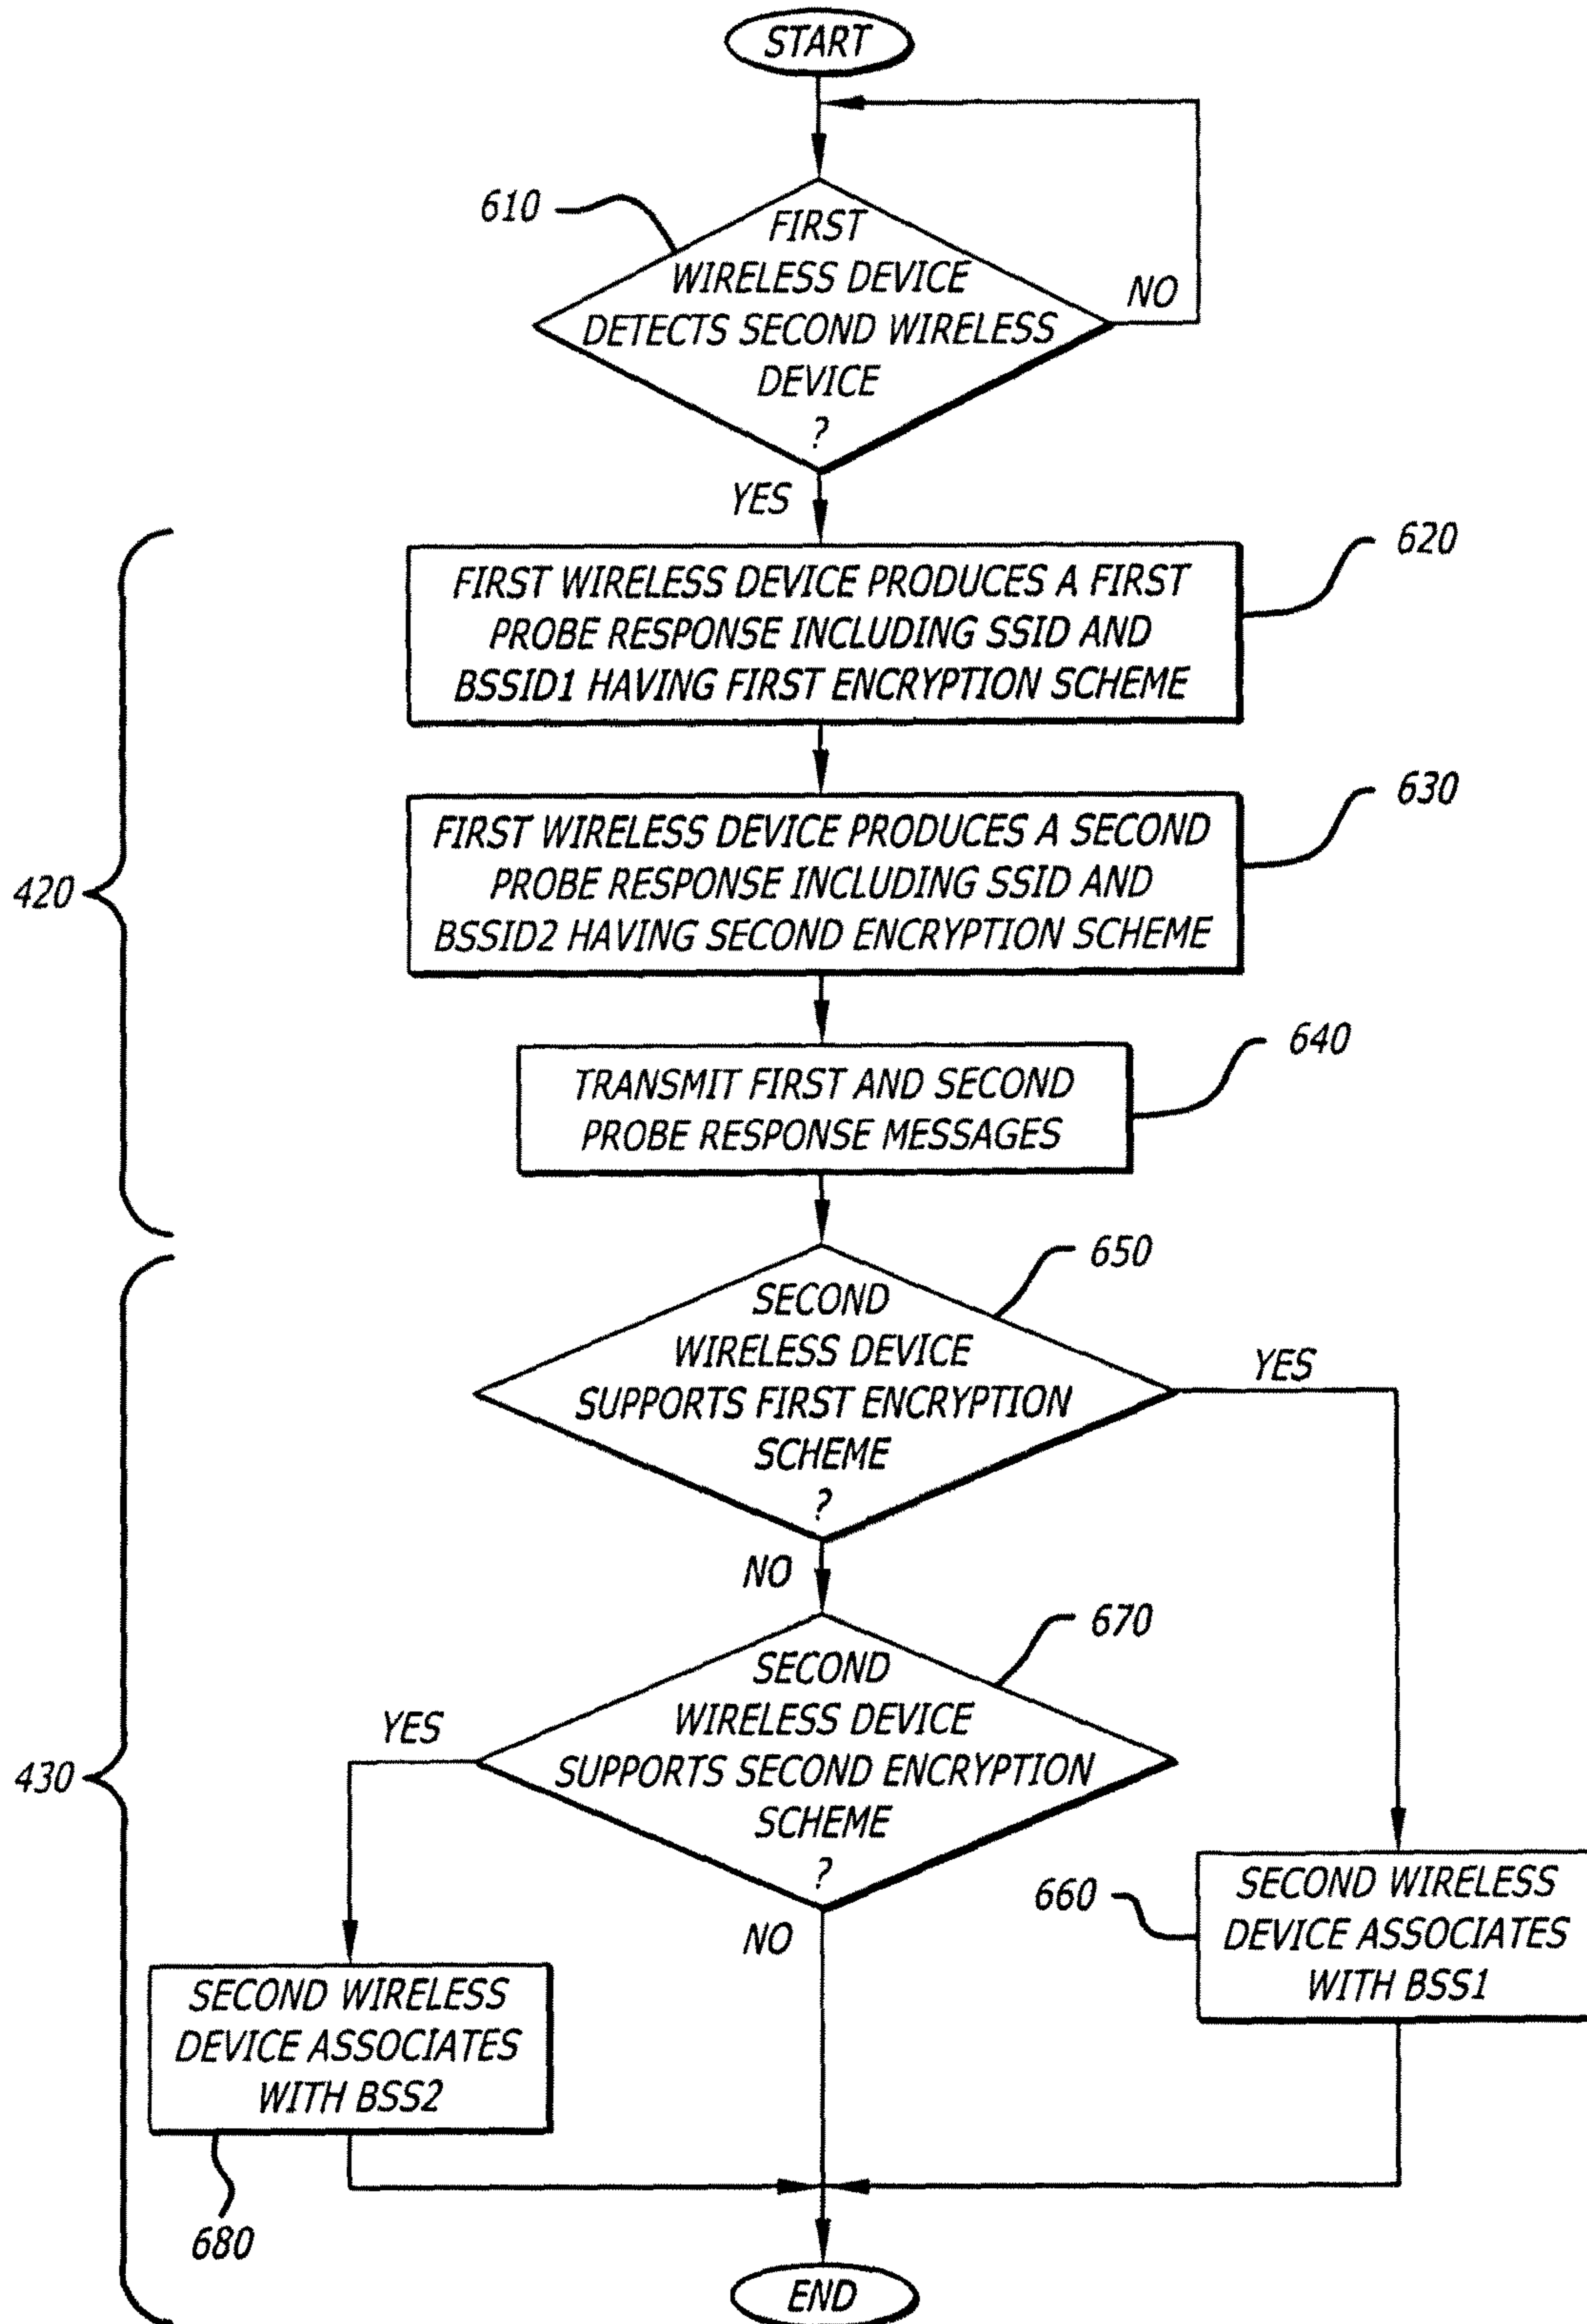 START
610
FIRST
WIRELESS DEVICE
DETECTS SECOND WIRELESS
DEVICE
?
NO
YES
620
FIRST WIRELESS DEVICE PRODUCES A FIRST
PROBE RESPONSE INCLUDING SSID AND
BSSID1 HAVING FIRST ENCRYPTION SCHEME
630
FIRST WIRELESS DEVICE PRODUCES A SECOND
PROBE RESPONSE INCLUDING SSID AND
BSSID2 HAVING SECOND ENCRYPTION SCHEME
420
640
TRANSMIT FIRST AND SECOND
PROBE RESPONSE MESSAGES
650
SECOND
WIRELESS DEVICE
SUPPORTS FIRST ENCRYPTION
SCHEME
?
YES
NO
670
SECOND
WIRELESS DEVICE
SUPPORTS SECOND ENCRYPTION
SCHEME
?
YES
NO
430
660
SECOND WIRELESS
DEVICE ASSOCIATES
WITH BSS1
SECOND WIRELESS
DEVICE ASSOCIATES
WITH BSS2
680
END